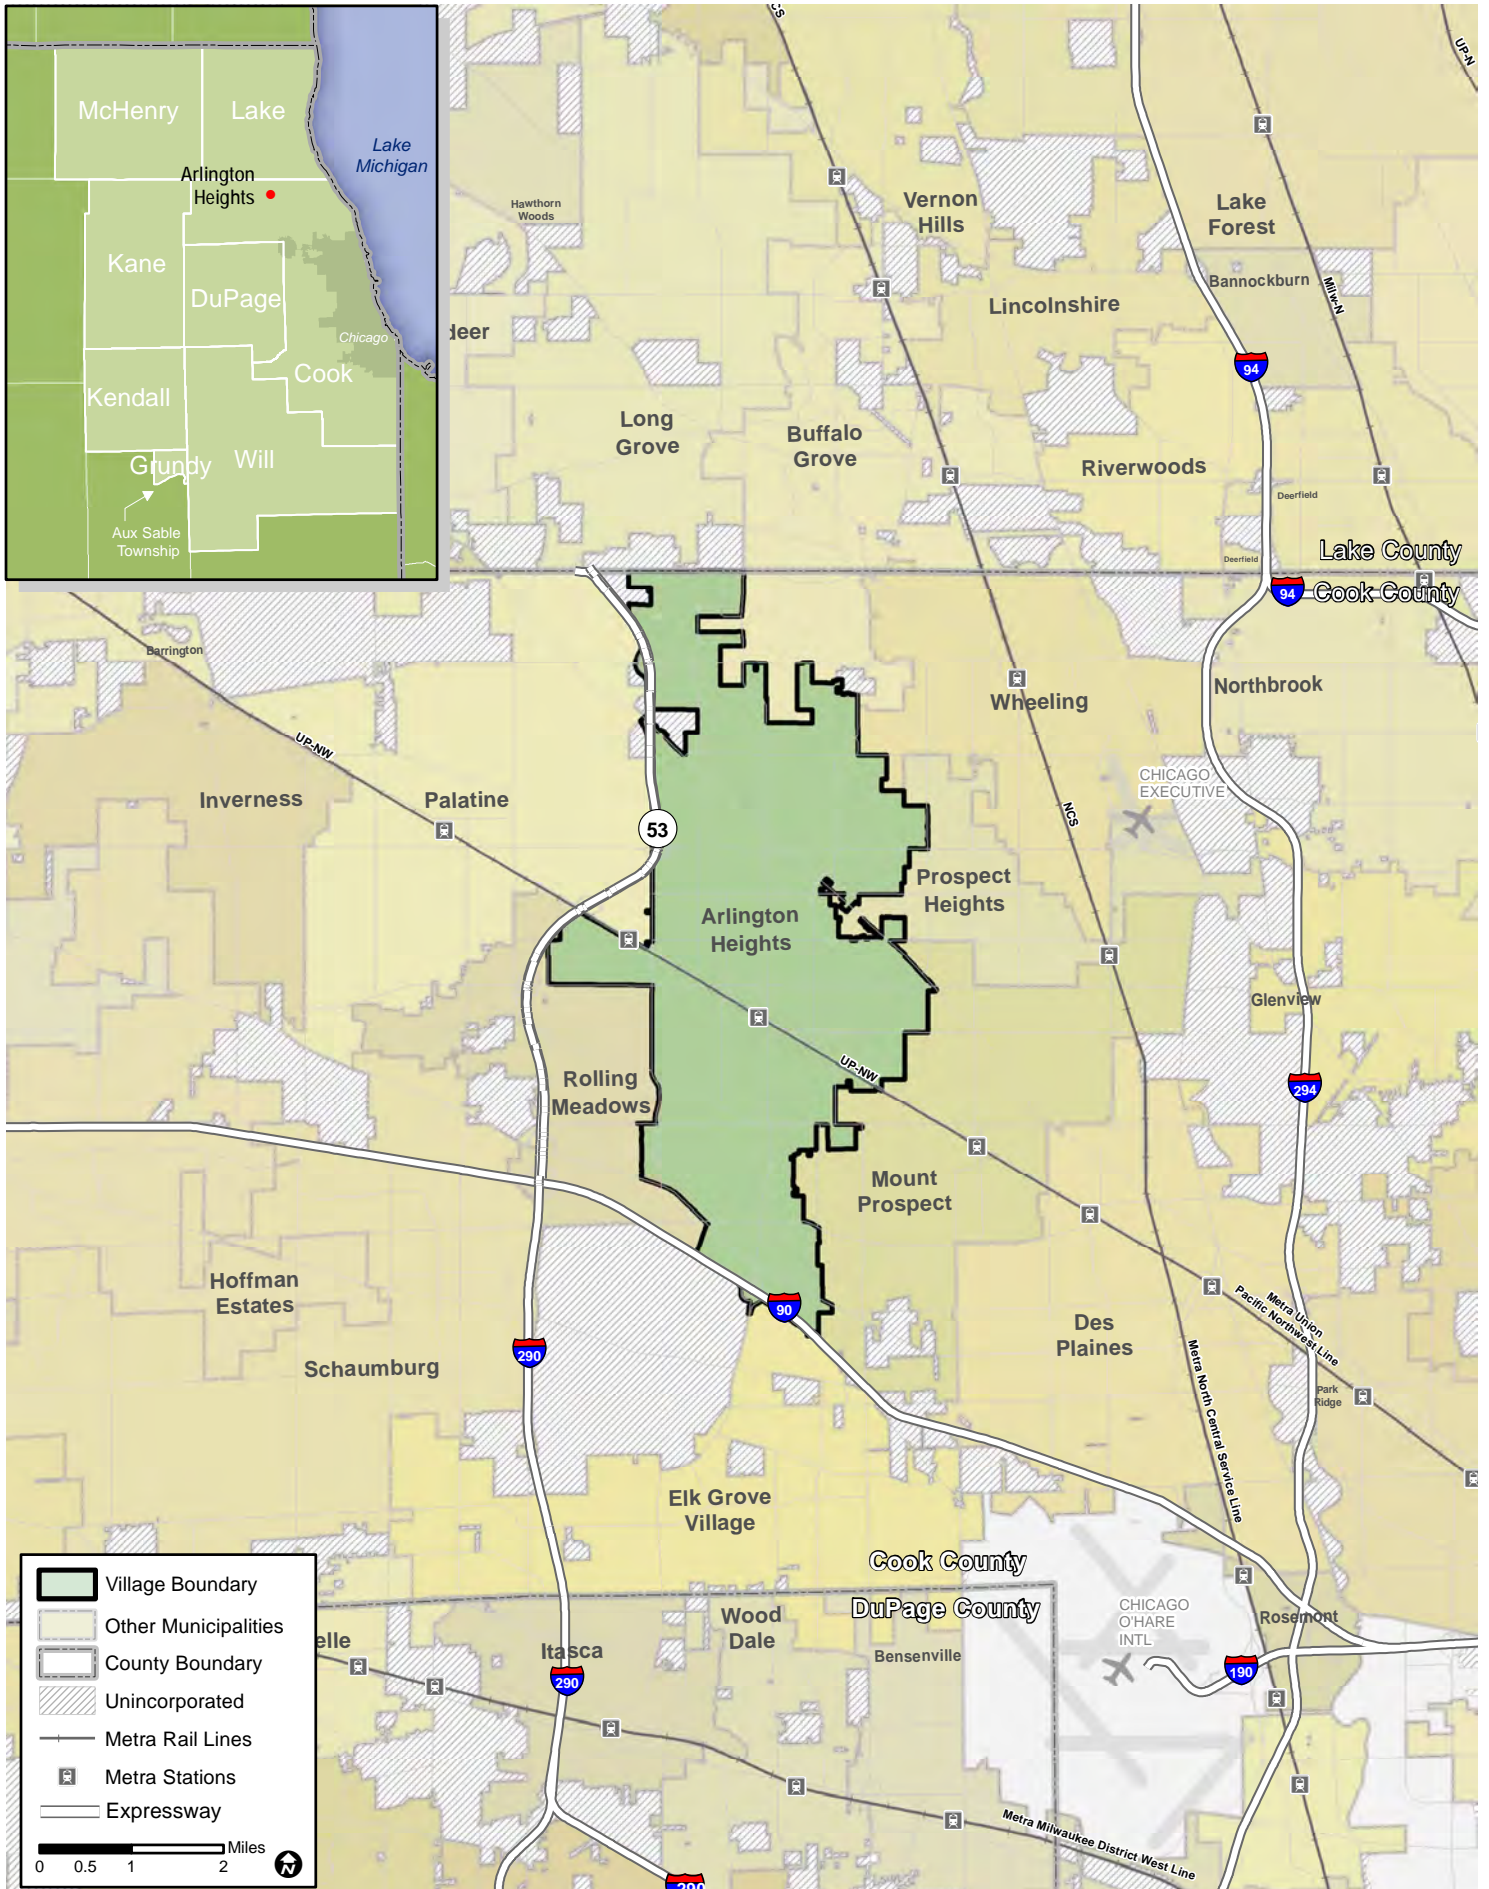 McHenry
Lake
Lake
Michigan
Arlington
Heights
Kane
DuPage
Chicago
Cook
Kendall
Grundy
Will
Aux Sable
Township
CS
UP-N
Hawthorn
Woods
Vernon
Hills
Lake
Forest
Bannockburn
Milw-N
Lincolnshire
deer
94
Long
Grove
Buffalo
Grove
Riverwoods
Deerfield
Deerfield
Lake County
94
Cook County
Barrington
Wheeling
Northbrook
UP-NW
Inverness
Palatine
CHICAGO
EXECUTIVE
NCS
53
Prospect
Heights
Arlington
Heights
Glenview
UP-NW
Rolling
Meadows
294
Mount
Prospect
Hoffman
Estates
90
Metra Union
Pacific Northwest Line
Des
Plaines
290
Schaumburg
Metra North Central Service Line
Park
Ridge
Elk Grove
Village
Cook County
DuPage County
CHICAGO
O'HARE
INTL
Rosemont
Wood
Dale
elle
Itasca
Bensenville
290
190
Metra Milwaukee District West Line
290
Village Boundary
Other Municipalities
County Boundary
Unincorporated
Metra Rail Lines
Metra Stations
Expressway
Miles
0 0.5 1 2
N